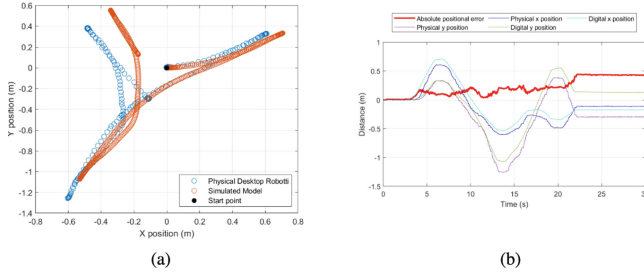 0.6
0.4
0.2
0
-0.2
-0.4
-0.6
-0.8
-1
-1.2
-1.4
Y position (m)
Physical Desktop Robotti
Simulated Model
Start point
-0.8 -0.6 -0.4 -0.2 0 0.2 0.4 0.6 0.8
X position (m)
(a)
Absolute positional error Physical x position Digital x position
Physical y position Digital y position
1
0.5
0
-0.5
-1
-1.5
Distance (m)
0 5 10 15 20 25 30
Time (s)
(b)